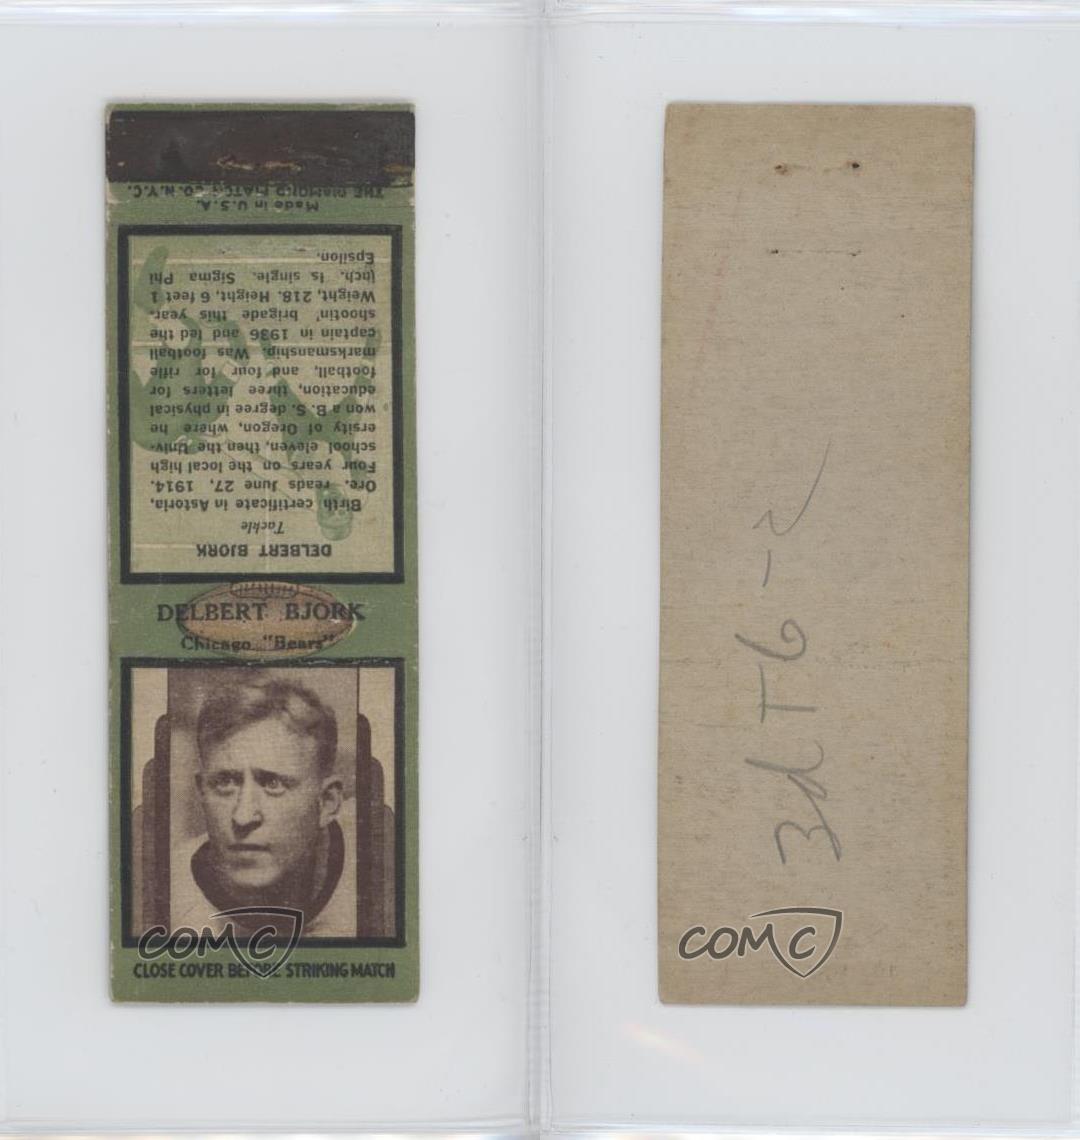 THE DIAMOND MATCH CO. N.Y.C.
Made in U.S.A.
DELBERT BJORK
Tackle
Birth certificate in Astoria,
Ore. reads June 27, 1914.
Four years on the local high
school eleven, then the Univ-
ersity of Oregon, where he
won a B. S. degree in physical
education, three letters for
football, and four for rifle
marksmanship. Was football
captain in 1936 and led the
shootin' brigade this year.
Weight, 218. Height, 6 feet 1
inch. Is single. Sigma Phi
Epsilon.
DELBERT BJORK
Chicago "Bears"
COMC
CLOSE COVER BEFORE STRIKING MATCH
3dT6-2
COMC